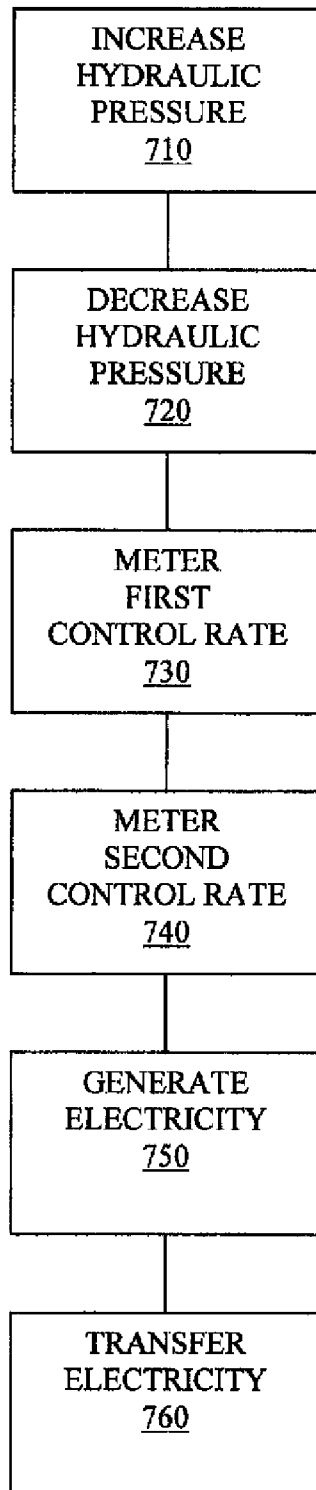 INCREASE
HYDRAULIC
PRESSURE
710
DECREASE
HYDRAULIC
PRESSURE
720
METER
FIRST
CONTROL RATE
730
METER
SECOND
CONTROL RATE
740
GENERATE
ELECTRICITY
750
TRANSFER
ELECTRICITY
760